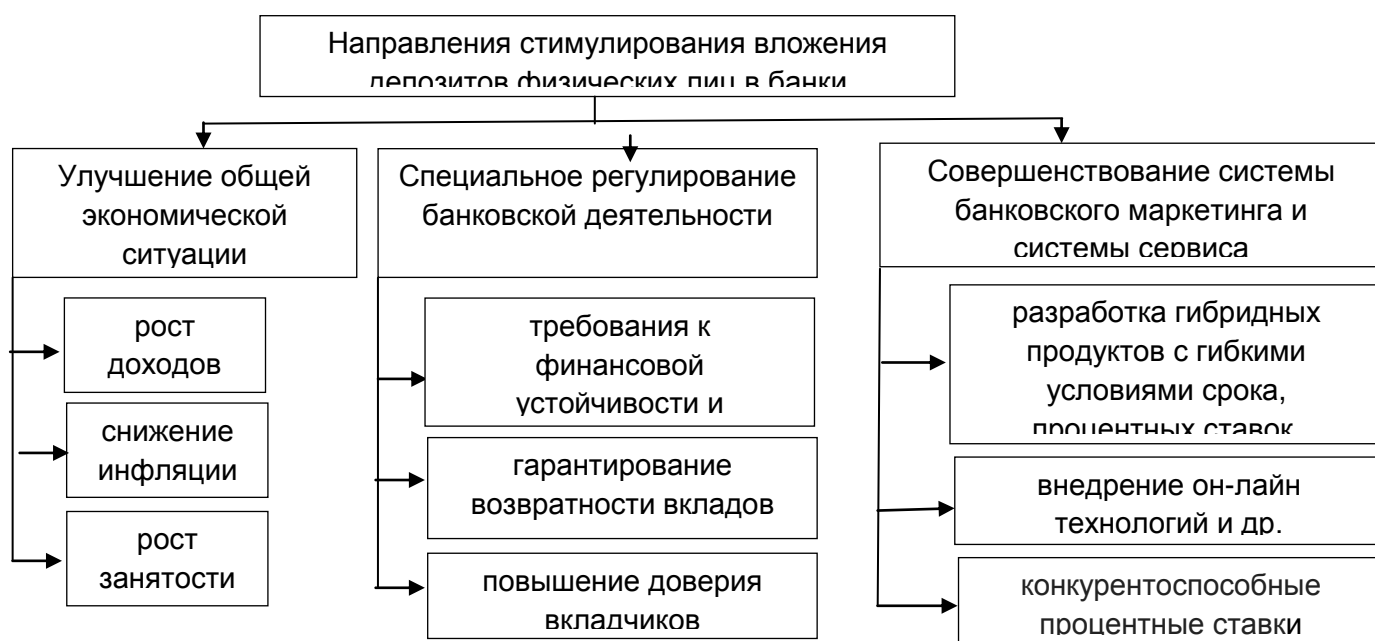 Направления стимулирования вложения
депозитов физических лиц в банки
Улучшение общей
экономической
ситуации
рост
доходов
снижение
инфляции
рост
занятости
Специальное регулирование
банковской деятельности
требования к
финансовой
устойчивости и
гарантирование
возвратности вкладов
повышение доверия
вкладчиков
Совершенствование системы
банковского маркетинга и
системы сервиса
разработка гибридных
продуктов с гибкими
условиями срока,
процентных ставок
внедрение он-лайн
технологий и др.
конкурентоспособные
процентные ставки